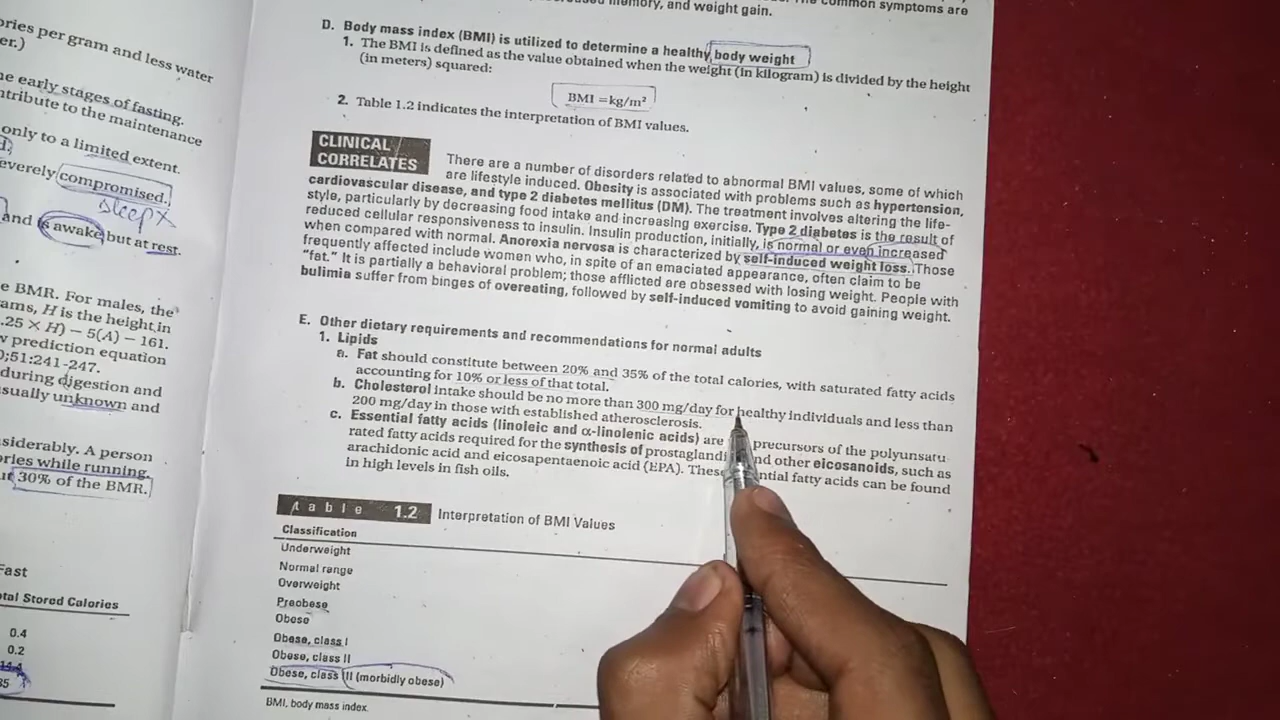 ories per gram and less water
er.)
he early stages of fasting.
ntribute to the maintenance
only to a limited extent.
d,
everely compromised.
sleep x
and is awake but at rest.
e BMR. For males, the
ams, H is the height in
.25 × H) − 5(A) − 161.
w prediction equation
0;51:241-247.
during digestion and
usually unknown and
nsiderably. A person
ories while running.
ut 30% of the BMR.
Fast
otal Stored Calories
0.4
0.2
14.4
35
memory, and weight gain.
The common symptoms are
D. Body mass index (BMI) is utilized to determine a healthy body weight
1. The BMI is defined as the value obtained when the weight (in kilogram) is divided by the height
(in meters) squared:
BMI = kg/m²
2. Table 1.2 indicates the interpretation of BMI values.
CLINICAL
CORRELATES
There are a number of disorders related to abnormal BMI values, some of which
are lifestyle induced. Obesity is associated with problems such as hypertension,
cardiovascular disease, and type 2 diabetes mellitus (DM). The treatment involves altering the life-
style, particularly by decreasing food intake and increasing exercise. Type 2 diabetes is the result of
reduced cellular responsiveness to insulin. Insulin production, initially, is normal or even increased
when compared with normal. Anorexia nervosa is characterized by self-induced weight loss. Those
frequently affected include women who, in spite of an emaciated appearance, often claim to be
"fat." It is partially a behavioral problem; those afflicted are obsessed with losing weight. People with
bulimia suffer from binges of overeating, followed by self-induced vomiting to avoid gaining weight.
E. Other dietary requirements and recommendations for normal adults
1. Lipids
a. Fat should constitute between 20% and 35% of the total calories, with saturated fatty acids
accounting for 10% or less of that total.
b. Cholesterol intake should be no more than 300 mg/day for healthy individuals and less than
200 mg/day in those with established atherosclerosis.
c. Essential fatty acids (linoleic and α-linolenic acids) are precursors of the polyunsatu-
rated fatty acids required for the synthesis of prostaglandi nd other eicosanoids, such as
arachidonic acid and eicosapentaenoic acid (EPA). These ntial fatty acids can be found
in high levels in fish oils.
table 1.2 Interpretation of BMI Values
Classification
Underweight
Normal range
Overweight
Preobese
Obese
Obese, class I
Obese, class II
Obese, class III (morbidly obese)
BMI, body mass index.